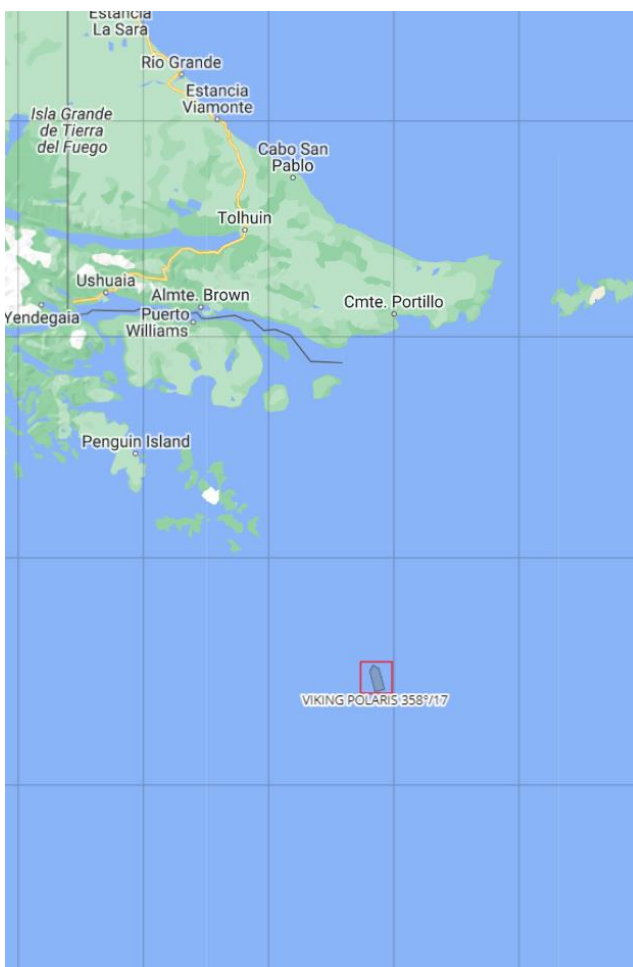 Estancia
La Sara
Rio Grande
Estancia
Viamonte
Isla Grande
de Tierra
del Fuego
Cabo San
Pablo
Tolhuin
Ushuaia
Almte. Brown
Cmte. Portillo
Yendegaia
Puerto
Williams
Penguin Island
VIKING POLARIS 358°/17